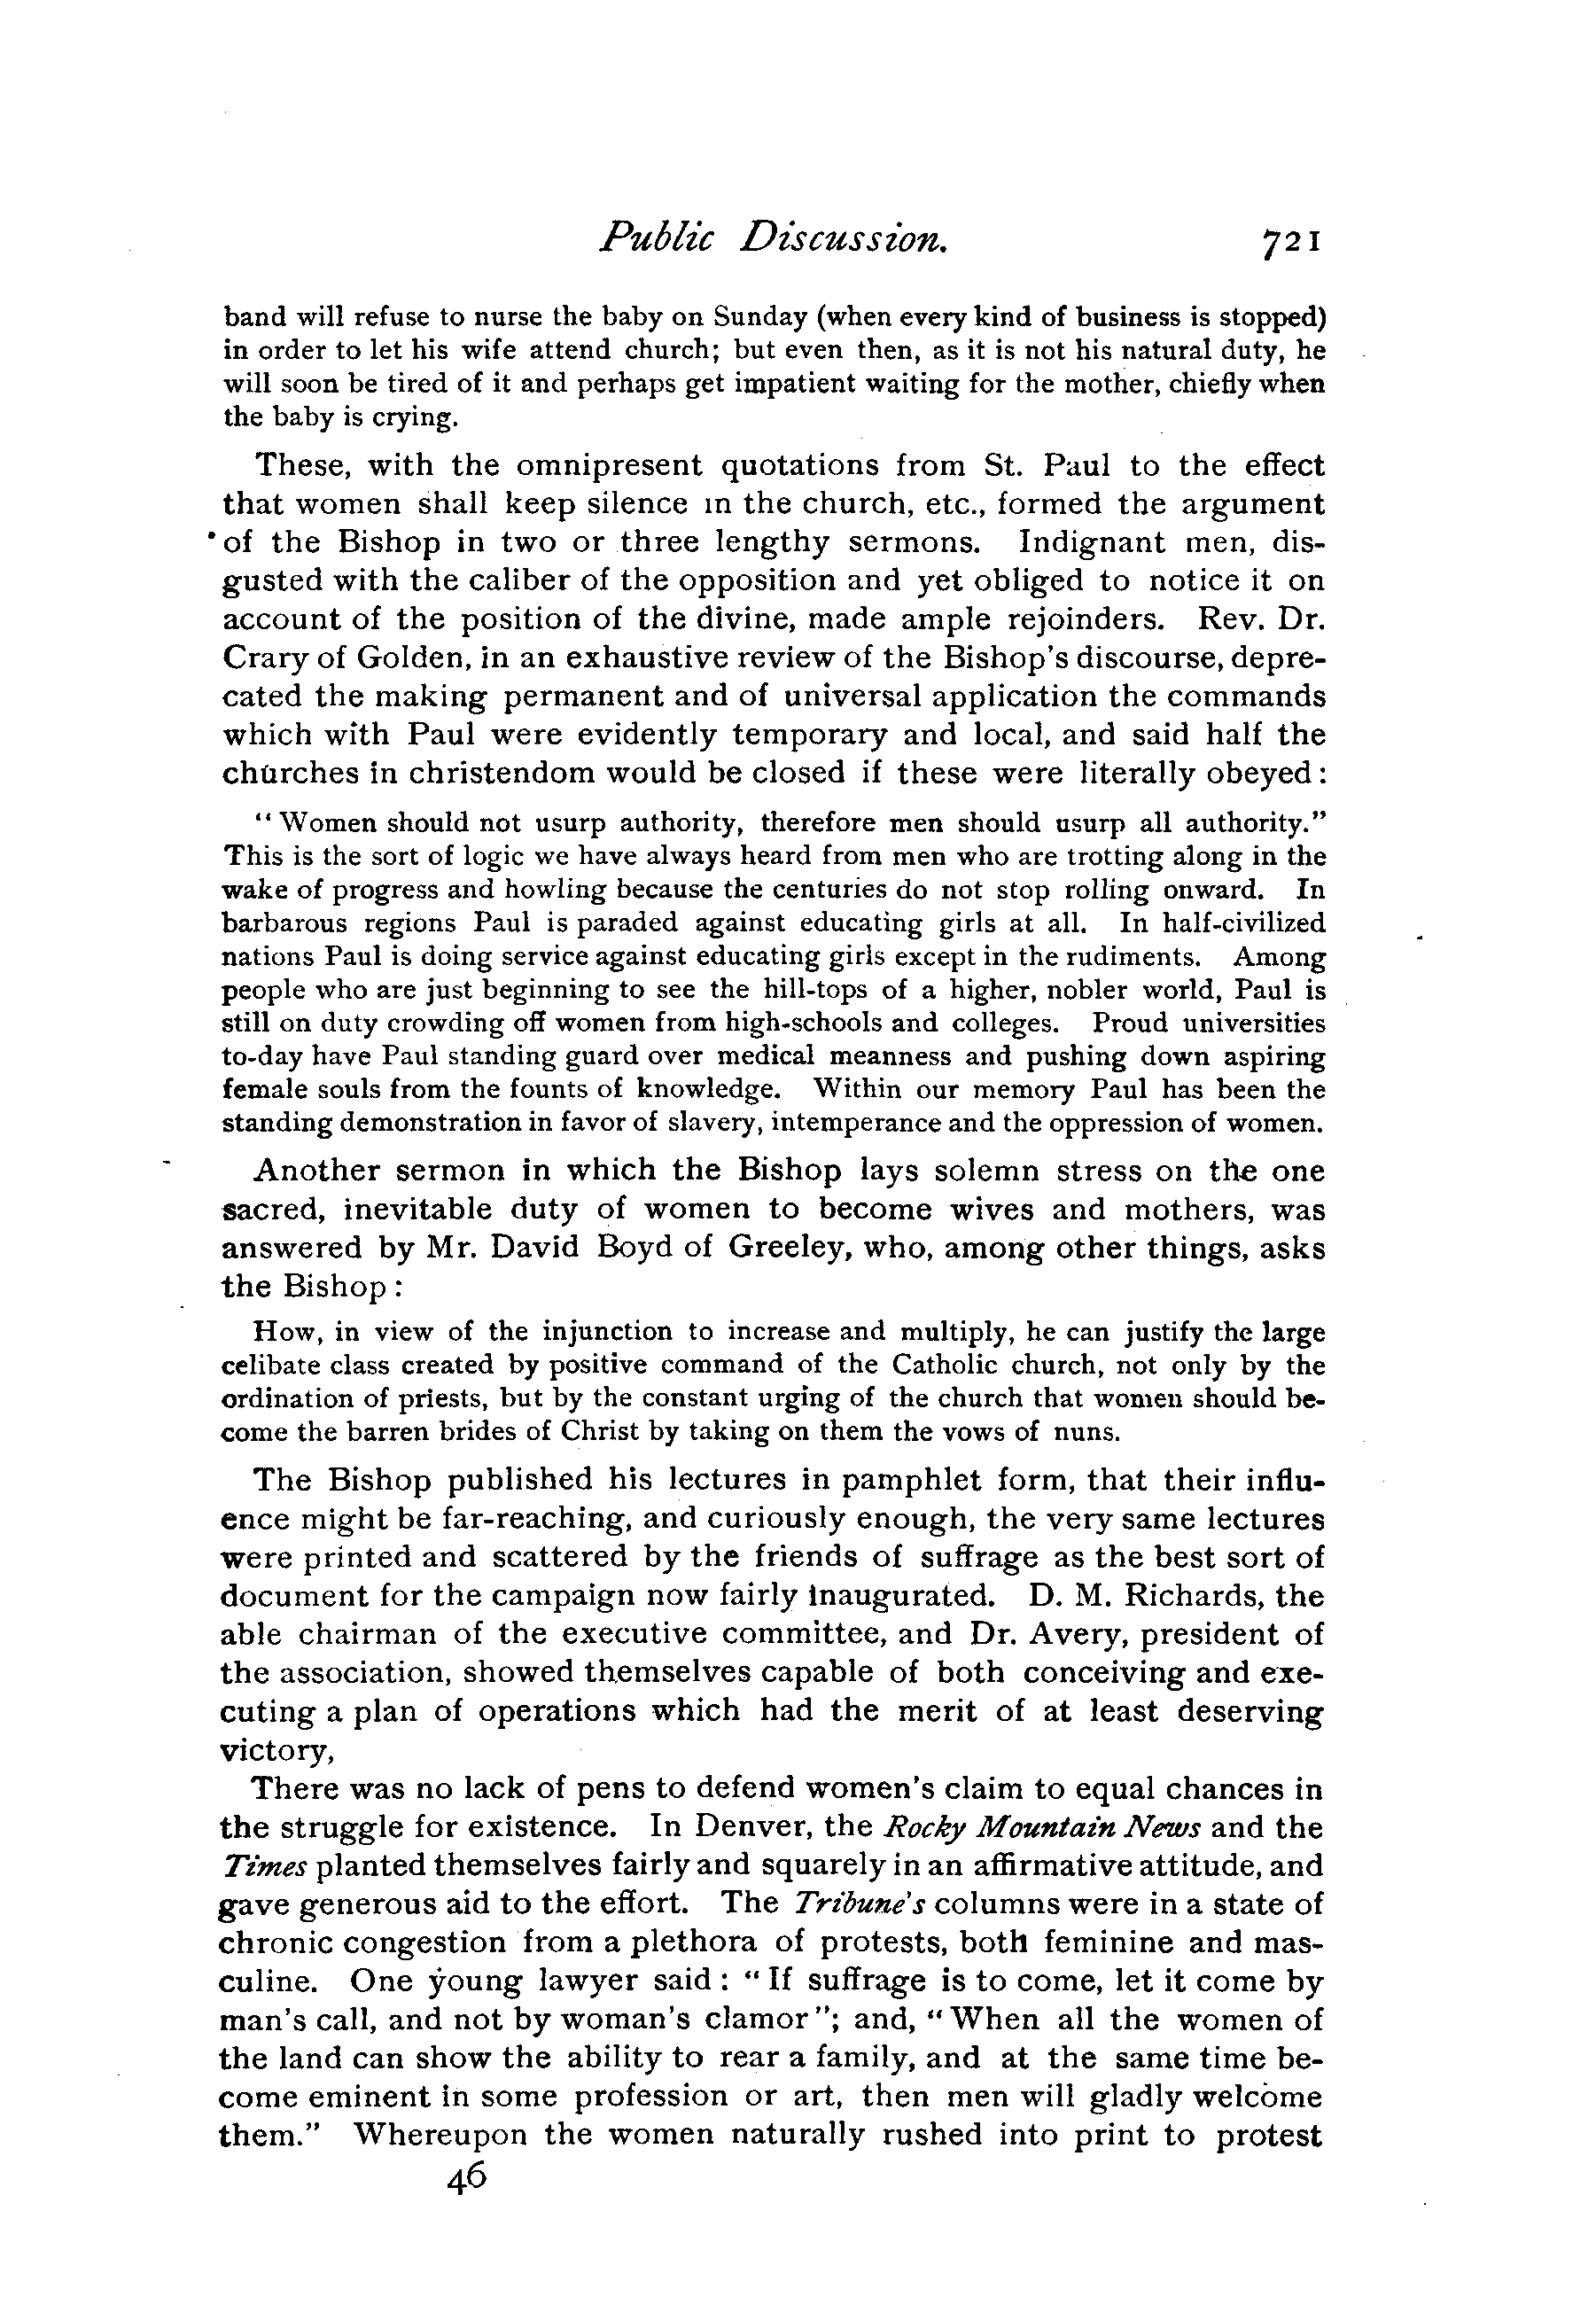 Public Discussion. 721
band will refuse to nurse the baby on Sunday (when every kind of business is stopped)
in order to let his wife attend church; but even then, as it is not his natural duty, he
will soon be tired of it and perhaps get impatient waiting for the mother, chiefly when
the baby is crying.
These, with the omnipresent quotations from St. Paul to the effect
that women shall keep silence in the church, etc., formed the argument
of the Bishop in two or three lengthy sermons. Indignant men, dis-
gusted with the caliber of the opposition and yet obliged to notice it on
account of the position of the divine, made ample rejoinders. Rev. Dr.
Crary of Golden, in an exhaustive review of the Bishop's discourse, depre-
cated the making permanent and of universal application the commands
which with Paul were evidently temporary and local, and said half the
churches in christendom would be closed if these were literally obeyed:
"Women should not usurp authority, therefore men should usurp all authority."
This is the sort of logic we have always heard from men who are trotting along in the
wake of progress and howling because the centuries do not stop rolling onward. In
barbarous regions Paul is paraded against educating girls at all. In half-civilized
nations Paul is doing service against educating girls except in the rudiments. Among
people who are just beginning to see the hill-tops of a higher, nobler world, Paul is
still on duty crowding off women from high-schools and colleges. Proud universities
to-day have Paul standing guard over medical meanness and pushing down aspiring
female souls from the founts of knowledge. Within our memory Paul has been the
standing demonstration in favor of slavery, intemperance and the oppression of women.
Another sermon in which the Bishop lays solemn stress on the one
sacred, inevitable duty of women to become wives and mothers, was
answered by Mr. David Boyd of Greeley, who, among other things, asks
the Bishop:
How, in view of the injunction to increase and multiply, he can justify the large
celibate class created by positive command of the Catholic church, not only by the
ordination of priests, but by the constant urging of the church that women should be-
come the barren brides of Christ by taking on them the vows of nuns.
The Bishop published his lectures in pamphlet form, that their influ-
ence might be far-reaching, and curiously enough, the very same lectures
were printed and scattered by the friends of suffrage as the best sort of
document for the campaign now fairly inaugurated. D. M. Richards, the
able chairman of the executive committee, and Dr. Avery, president of
the association, showed themselves capable of both conceiving and exe-
cuting a plan of operations which had the merit of at least deserving
victory,
There was no lack of pens to defend women's claim to equal chances in
the struggle for existence. In Denver, the Rocky Mountain News and the
Times planted themselves fairly and squarely in an affirmative attitude, and
gave generous aid to the effort. The Tribune's columns were in a state of
chronic congestion from a plethora of protests, both feminine and mas-
culine. One young lawyer said: "If suffrage is to come, let it come by
man's call, and not by woman's clamor"; and, "When all the women of
the land can show the ability to rear a family, and at the same time be-
come eminent in some profession or art, then men will gladly welcome
them." Whereupon the women naturally rushed into print to protest
46